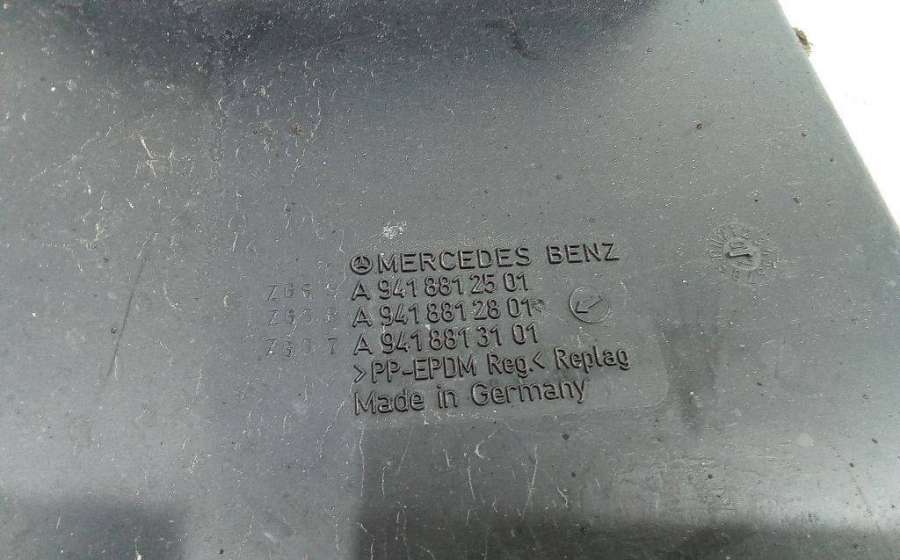 MERCEDES BENZ
A 941 881 25 01
A 941 881 28 01
A 941 881 31 01
>PP-EPDM Reg.< Replag
Made in Germany